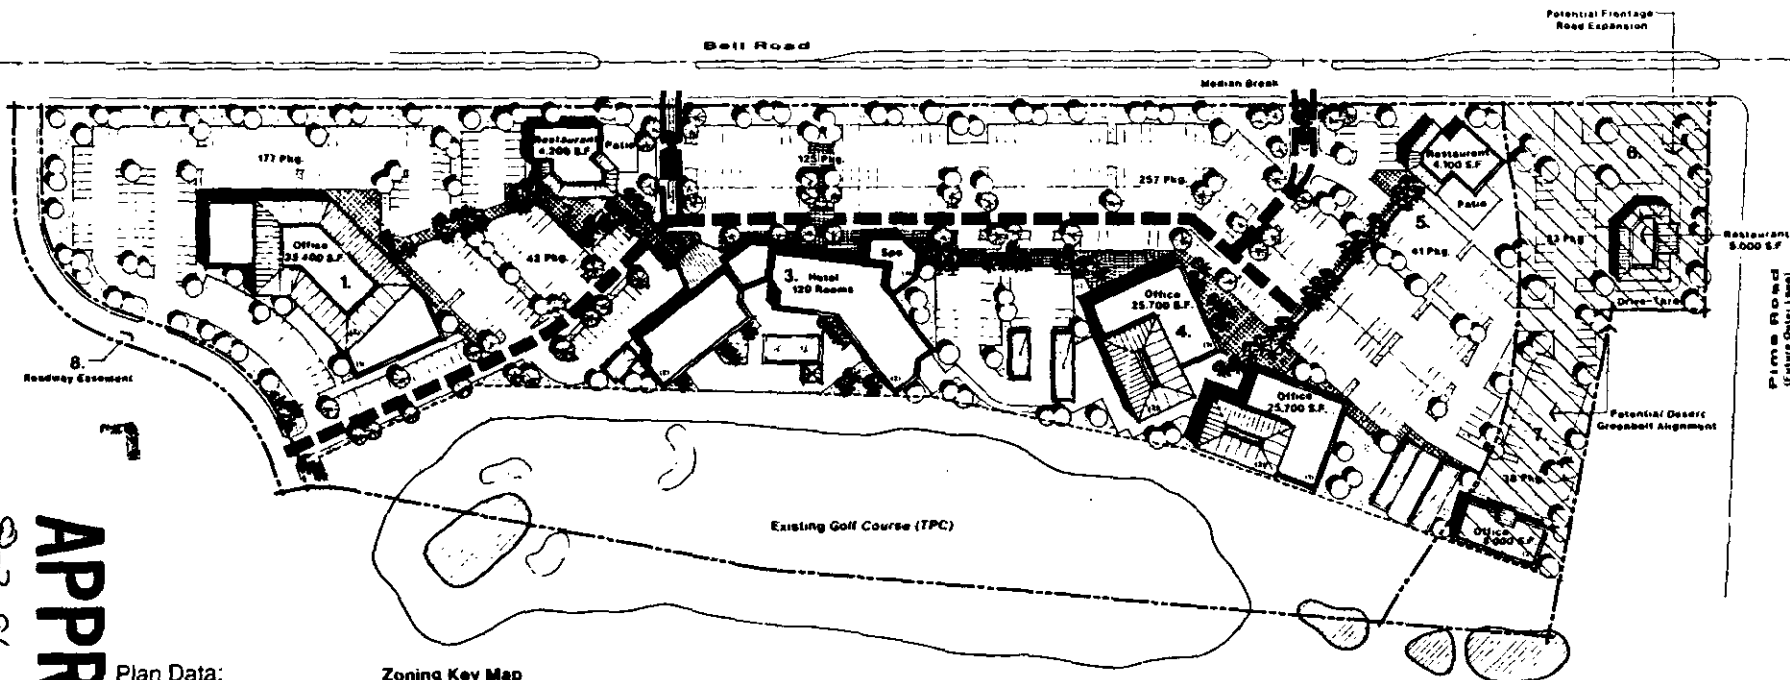 Potential Frontage
Road Expansion
Bell Road
Median Break
177 Pkg.
Restaurant
4,200 S.F.
Patio
125 Pkg.
257 Pkg.
Restaurant
4,100 S.F.
Patio
6.
5.
Office
35,400 S.F.
1.
42 Pkg.
Spa
3. Hotel
120 Rooms
Office
25,700 S.F.
4.
61 Pkg.
Restaurant
5,000 S.F.
Drive-Thru
Pima Road
8.
Roadway Easement
Office
25,700 S.F.
Potential Desert
Greenbelt Alignment
7.
Existing Golf Course (TPC)
Office
APPR
Plan Data:
Zoning Key Map